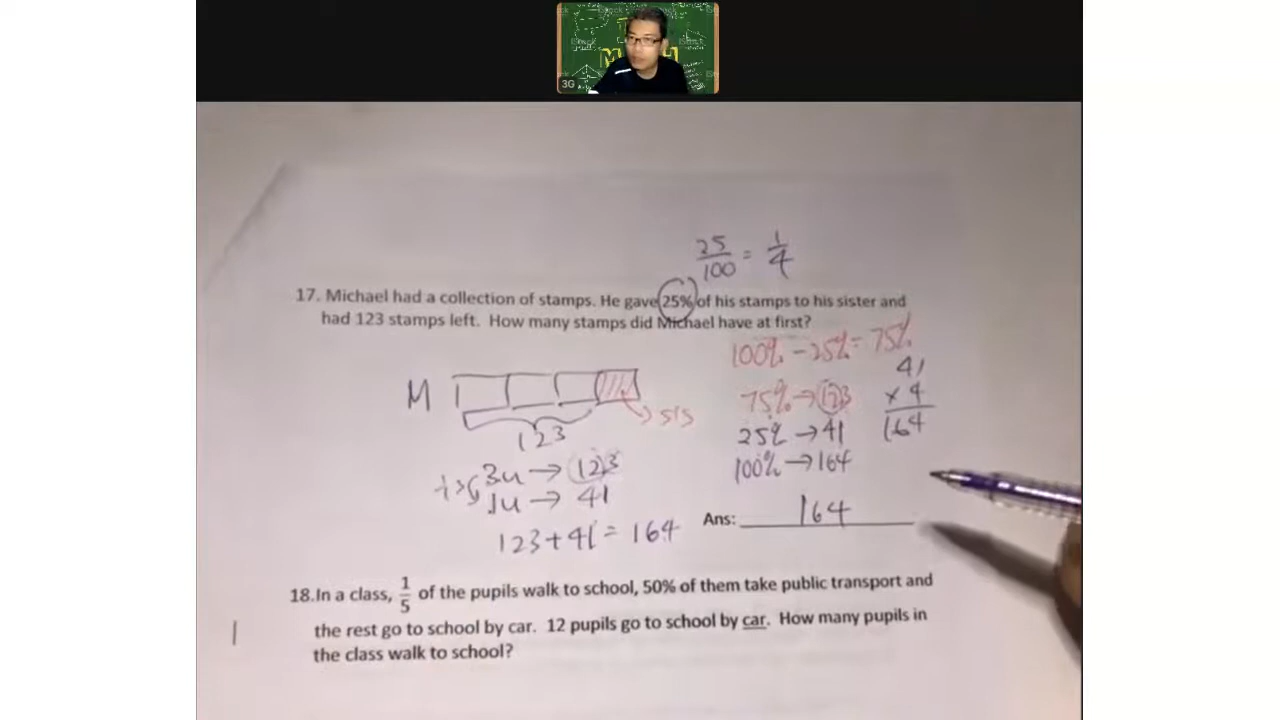 3G
25/100 = 1/4
17. Michael had a collection of stamps. He gave 25% of his stamps to his sister and
had 123 stamps left. How many stamps did Michael have at first?
100% - 25% = 75%
M
sis
123
3u → 123
1u → 41
123 + 41 = 164
75% → 123
25% → 41
100% → 164
41
× 4
164
Ans: 164
18. In a class, 1/5 of the pupils walk to school, 50% of them take public transport and
the rest go to school by car. 12 pupils go to school by car. How many pupils in
the class walk to school?